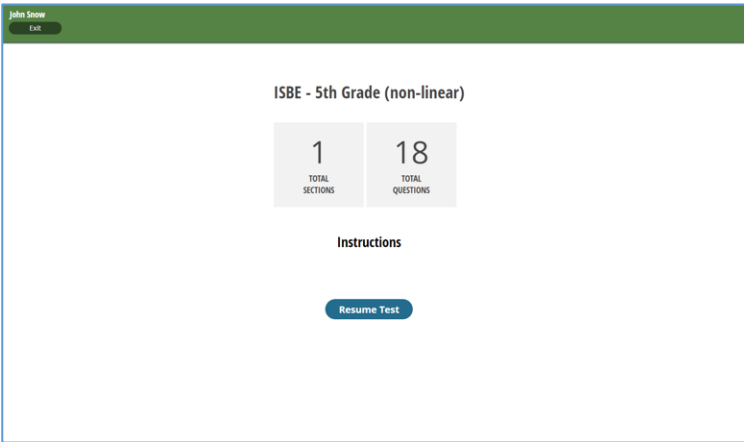 John Snow
Exit
ISBE - 5th Grade (non-linear)
1
TOTAL
SECTIONS
18
TOTAL
QUESTIONS
Instructions
Resume Test